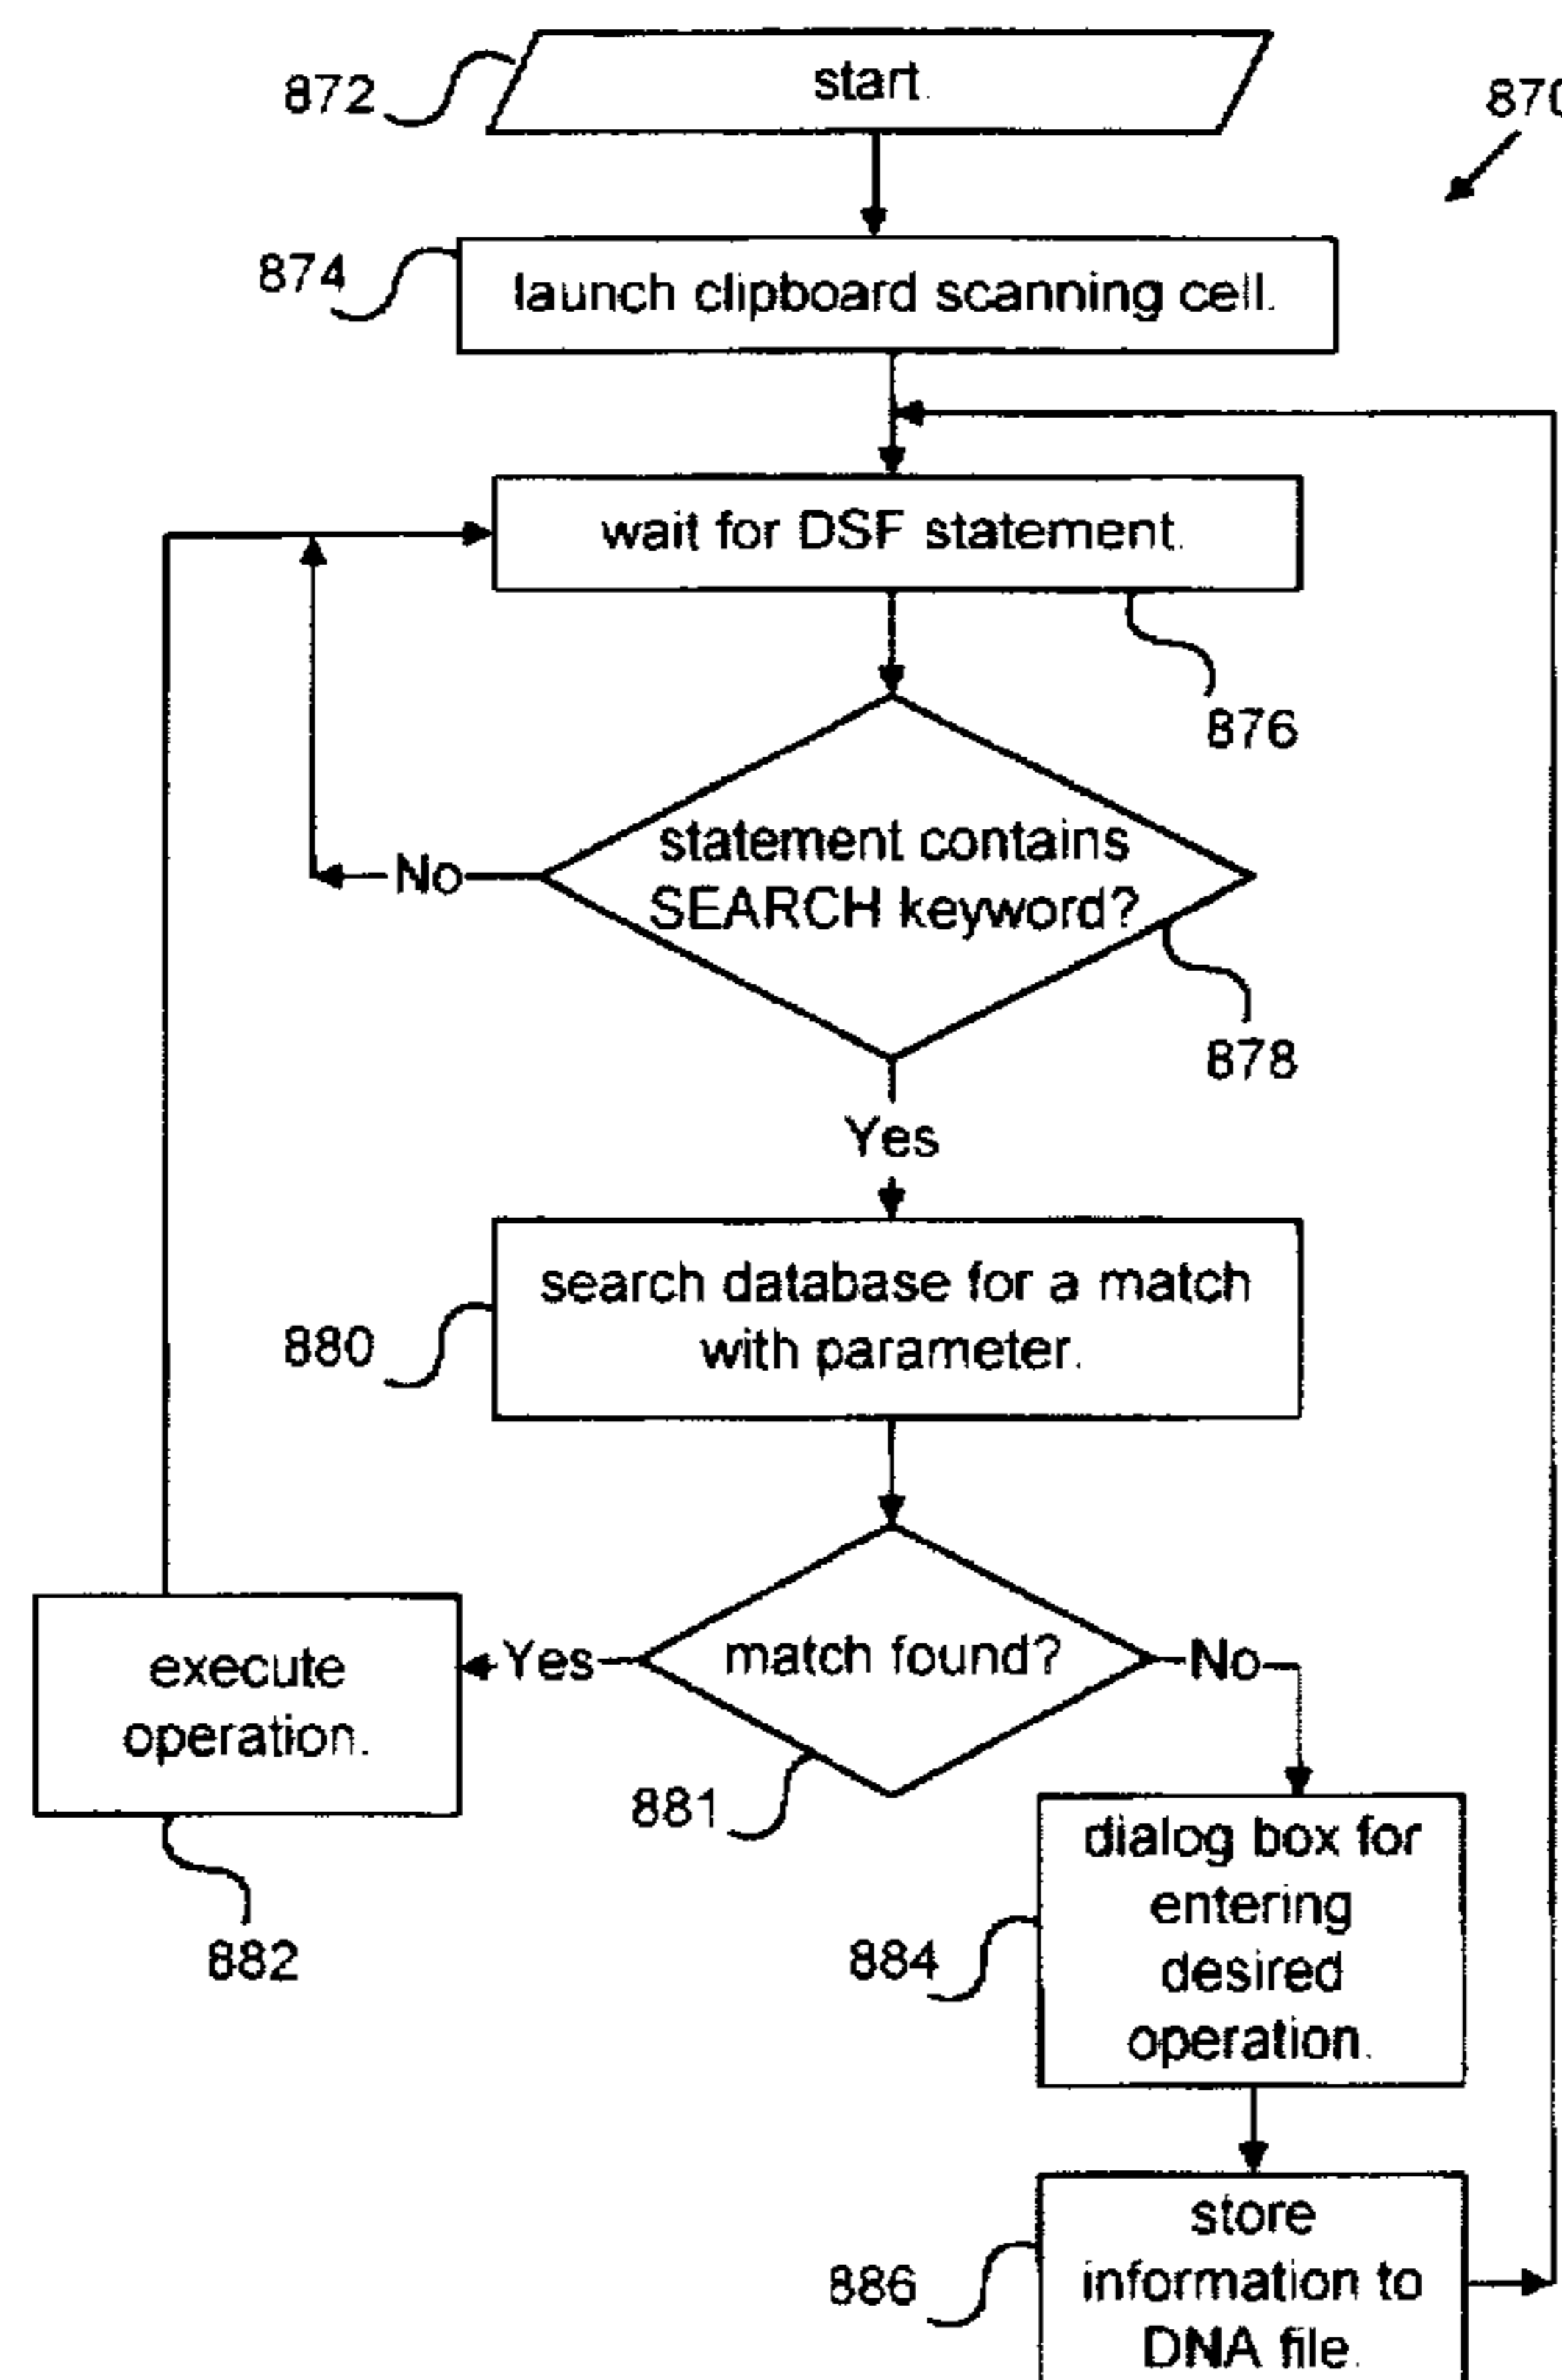 start.
872
870
874
launch clipboard scanning cell.
wait for DSF statement.
876
statement contains
SEARCH keyword?
No
878
Yes
search database for a match
with parameter.
880
match found?
Yes
No
execute
operation.
881
882
dialog box for
entering
desired
operation.
884
store
information to
DNA file.
886